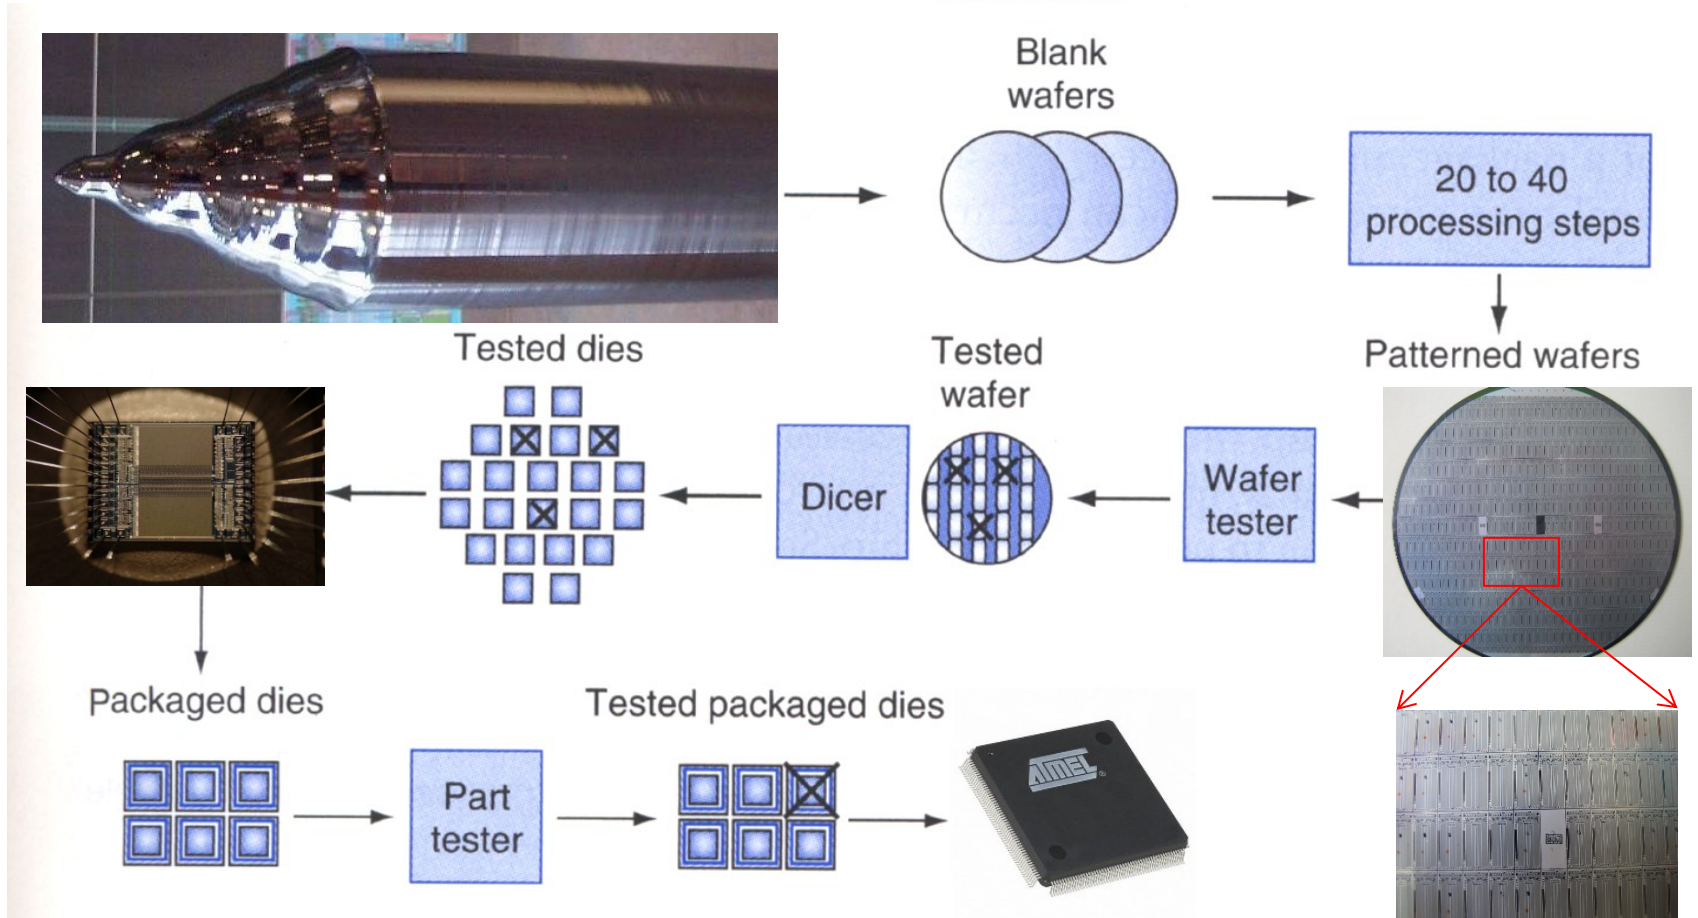 Blank
wafers
20 to 40
processing steps
Patterned wafers
Tested dies
Tested
wafer
Dicer
Wafer
tester
Packaged dies
Tested packaged dies
Part
tester
ATMEL
®